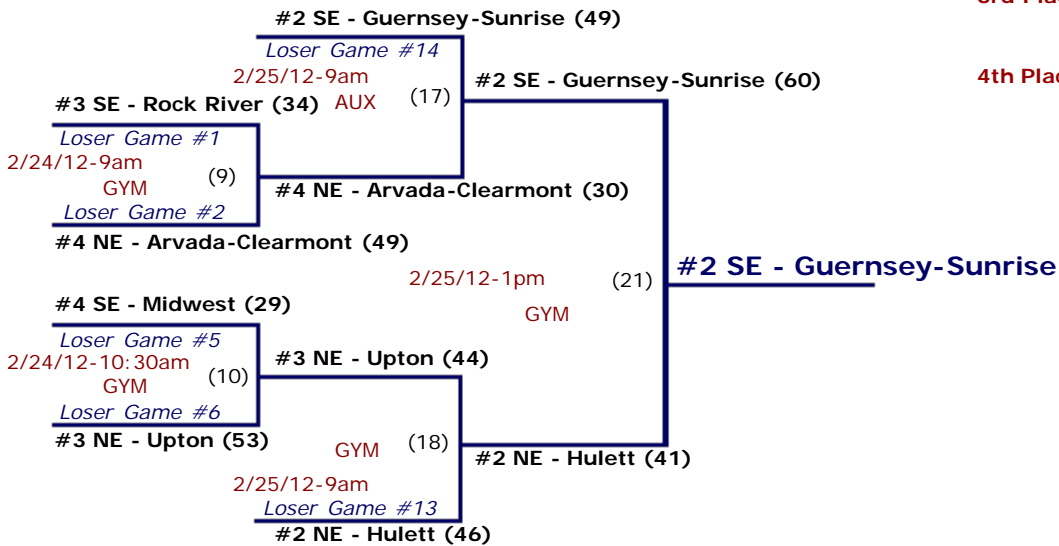 #2 SE - Guernsey-Sunrise (49)
Loser Game #14
2/25/12-9am
AUX
(17)
#2 SE - Guernsey-Sunrise (60)
4th Plac
#3 SE - Rock River (34)
Loser Game #1
2/24/12-9am
GYM
(9)
Loser Game #2
#4 NE - Arvada-Clearmont (49)
#4 NE - Arvada-Clearmont (30)
2/25/12-1pm
(21)
GYM
#2 SE - Guernsey-Sunrise
#4 SE - Midwest (29)
Loser Game #5
2/24/12-10:30am
GYM
(10)
Loser Game #6
#3 NE - Upton (53)
#3 NE - Upton (44)
GYM
(18)
#2 NE - Hulett (41)
2/25/12-9am
Loser Game #13
#2 NE - Hulett (46)